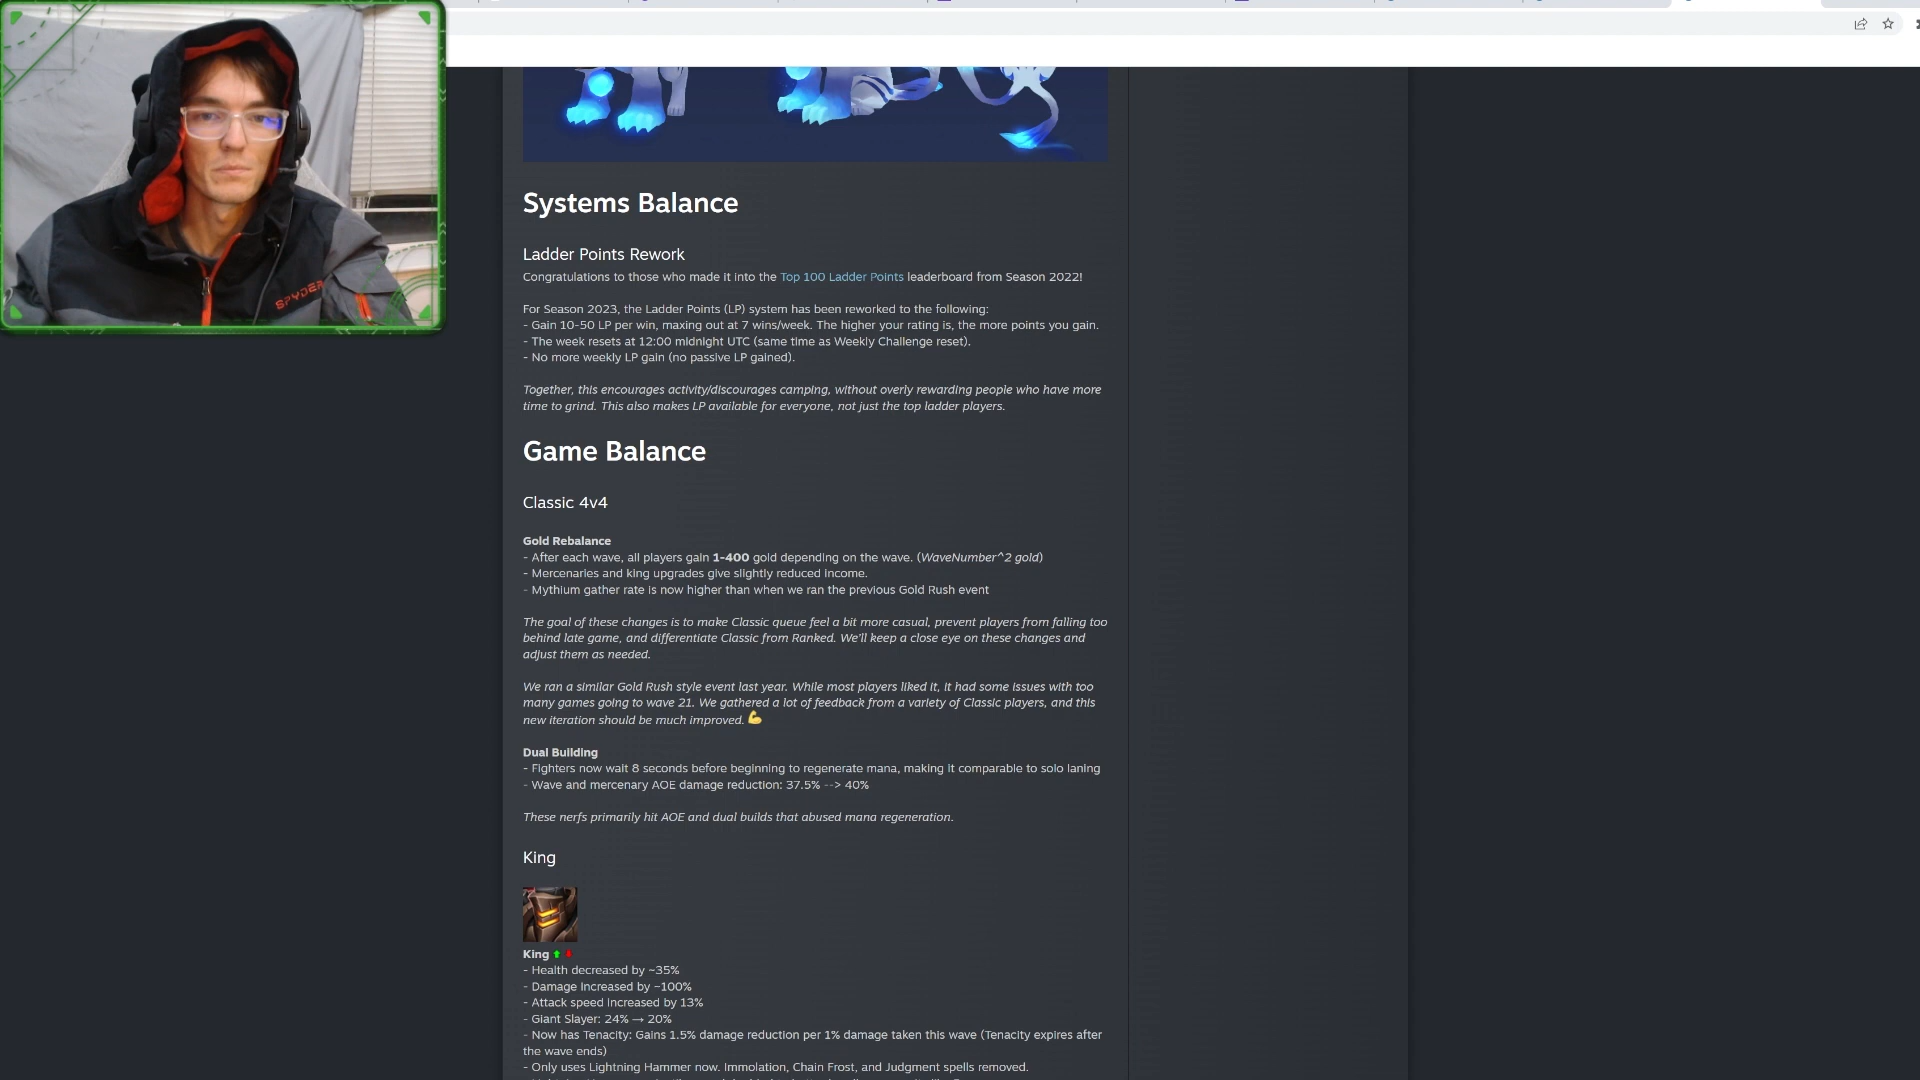 SPYDER
Systems Balance
Ladder Points Rework
Congratulations to those who made it into the Top 100 Ladder Points leaderboard from Season 2022!
For Season 2023, the Ladder Points (LP) system has been reworked to the following:
- Gain 10-50 LP per win, maxing out at 7 wins/week. The higher your rating is, the more points you gain.
- The week resets at 12:00 midnight UTC (same time as Weekly Challenge reset).
- No more weekly LP gain (no passive LP gained).
Together, this encourages activity/discourages camping, without overly rewarding people who have more
time to grind. This also makes LP available for everyone, not just the top ladder players.
Game Balance
Classic 4v4
Gold Rebalance
- After each wave, all players gain 1-400 gold depending on the wave. (WaveNumber^2 gold)
- Mercenaries and king upgrades give slightly reduced income.
- Mythium gather rate is now higher than when we ran the previous Gold Rush event
The goal of these changes is to make Classic queue feel a bit more casual, prevent players from falling too
behind late game, and differentiate Classic from Ranked. We'll keep a close eye on these changes and
adjust them as needed.
We ran a similar Gold Rush style event last year. While most players liked it, it had some issues with too
many games going to wave 21. We gathered a lot of feedback from a variety of Classic players, and this
new iteration should be much improved. 💪
Dual Building
- Fighters now wait 8 seconds before beginning to regenerate mana, making it comparable to solo laning
- Wave and mercenary AOE damage reduction: 37.5% --> 40%
These nerfs primarily hit AOE and dual builds that abused mana regeneration.
King
King
- Health decreased by ~35%
- Damage increased by ~100%
- Attack speed increased by 13%
- Giant Slayer: 24% → 20%
- Now has Tenacity: Gains 1.5% damage reduction per 1% damage taken this wave (Tenacity expires after
the wave ends)
- Only uses Lightning Hammer now. Immolation, Chain Frost, and Judgment spells removed.